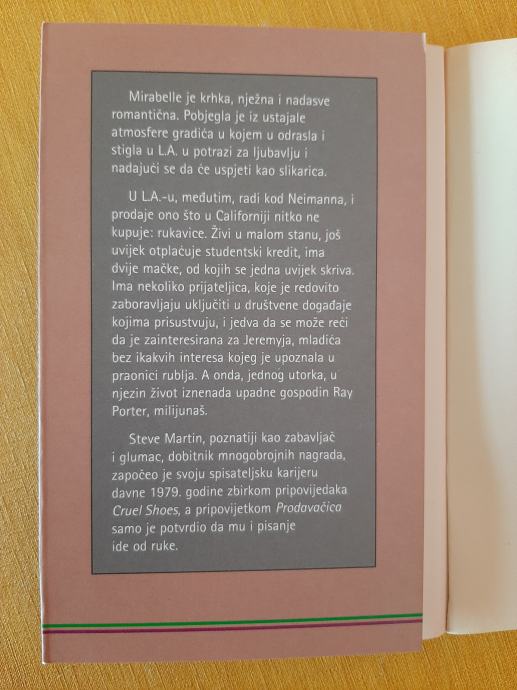 Mirabelle je krhka, nježna i nadasve
romantična. Pobjegla je iz ustajale
atmosfere gradića u kojem u odrasla i
stigla u L.A. u potrazi za ljubavlju i
nadajući se da će uspjeti kao slikarica.
U L.A.-u, međutim, radi kod Neimanna, i
prodaje ono što u Californiji nitko ne
kupuje: rukavice. Živi u malom stanu, još
uvijek otplaćuje studentski kredit, ima
dvije mačke, od kojih se jedna uvijek skriva.
Ima nekoliko prijateljica, koje je redovito
zaboravljaju uključiti u društvene događaje
kojima prisustvuju, i jedva da se može reći
da je zainteresirana za Jeremyja, mladića
bez ikakvih interesa kojeg je upoznala u
praonici rublja. A onda, jednog utorka, u
njezin život iznenada upadne gospodin Ray
Porter, milijunaš.
Steve Martin, poznatiji kao zabavljač
i glumac, dobitnik mnogobrojnih nagrada,
započeo je svoju spisateljsku karijeru
davne 1979. godine zbirkom pripovijedaka
Cruel Shoes, a pripovijetkom Prodavačica
samo je potvrdio da mu i pisanje
ide od ruke.